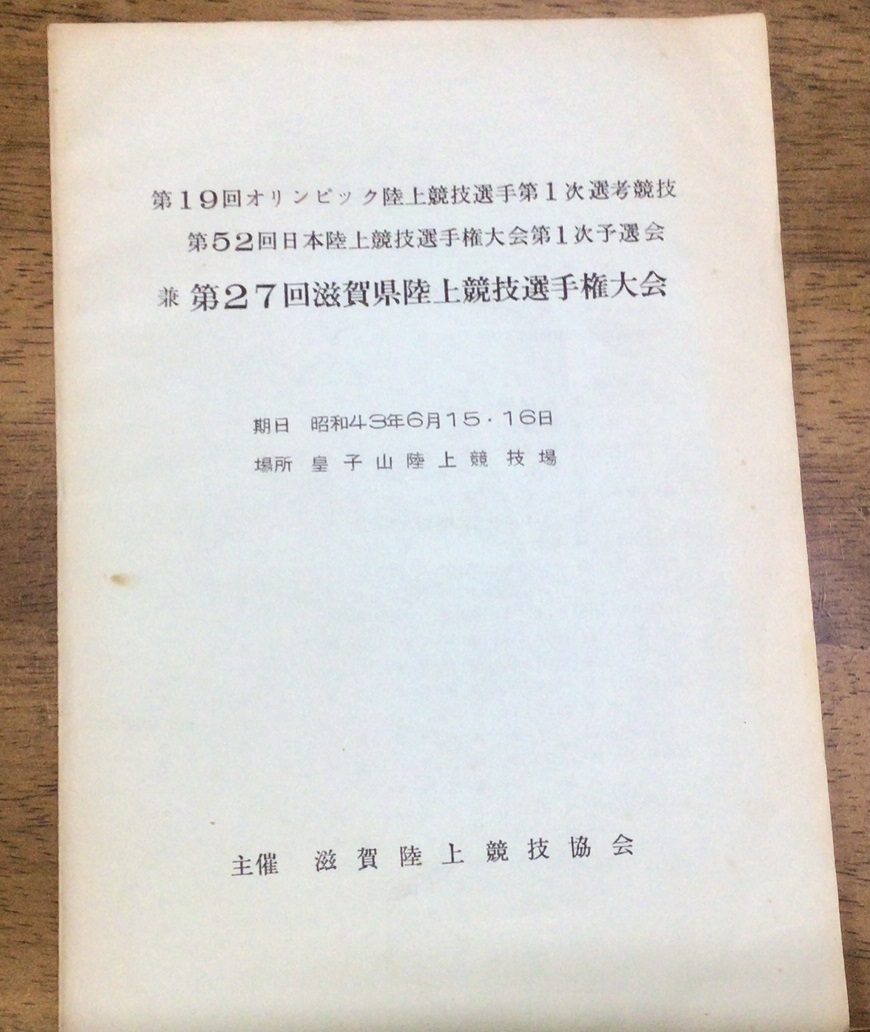 第19回オリンピック陸上競技選手第1次選考競技
第52回日本陸上競技選手権大会第1次予選会
兼 第27回滋賀県陸上競技選手権大会
期日 昭和43年6月15・16日
場所 皇子山陸上競技場
主催 滋賀陸上競技協会